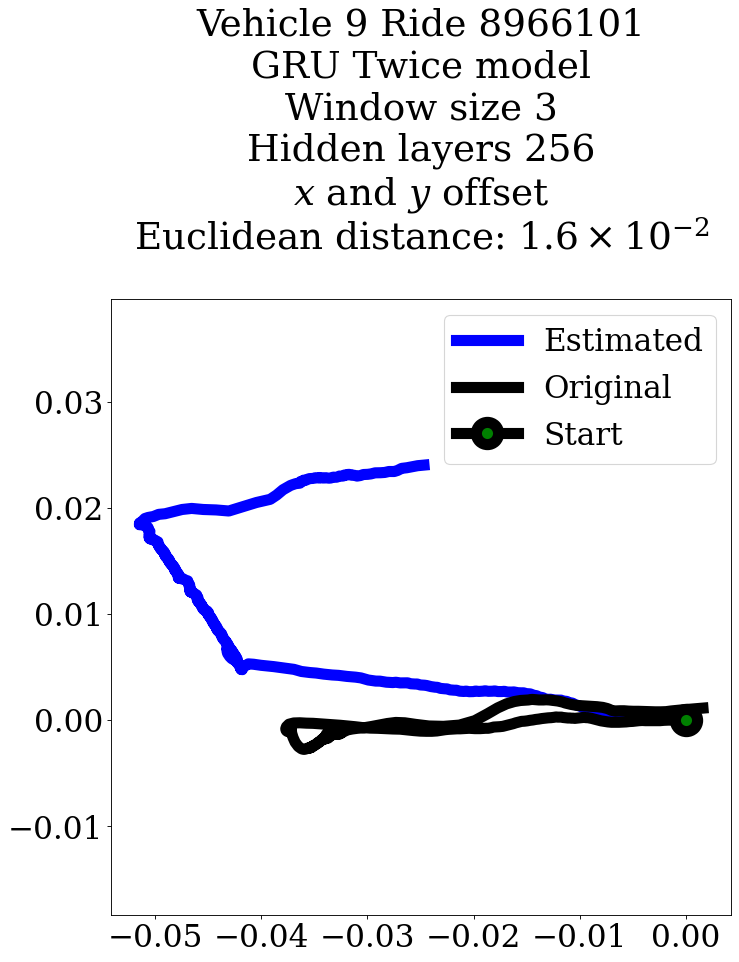 Vehicle 9 Ride 8966101
GRU Twice model
Window size 3
Hidden layers 256
x and y offset
Euclidean distance: 1.6 × 10⁻²
Estimated
Original
Start
0.03
0.02
0.01
0.00
−0.01
−0.05 −0.04 −0.03 −0.02 −0.01 0.00